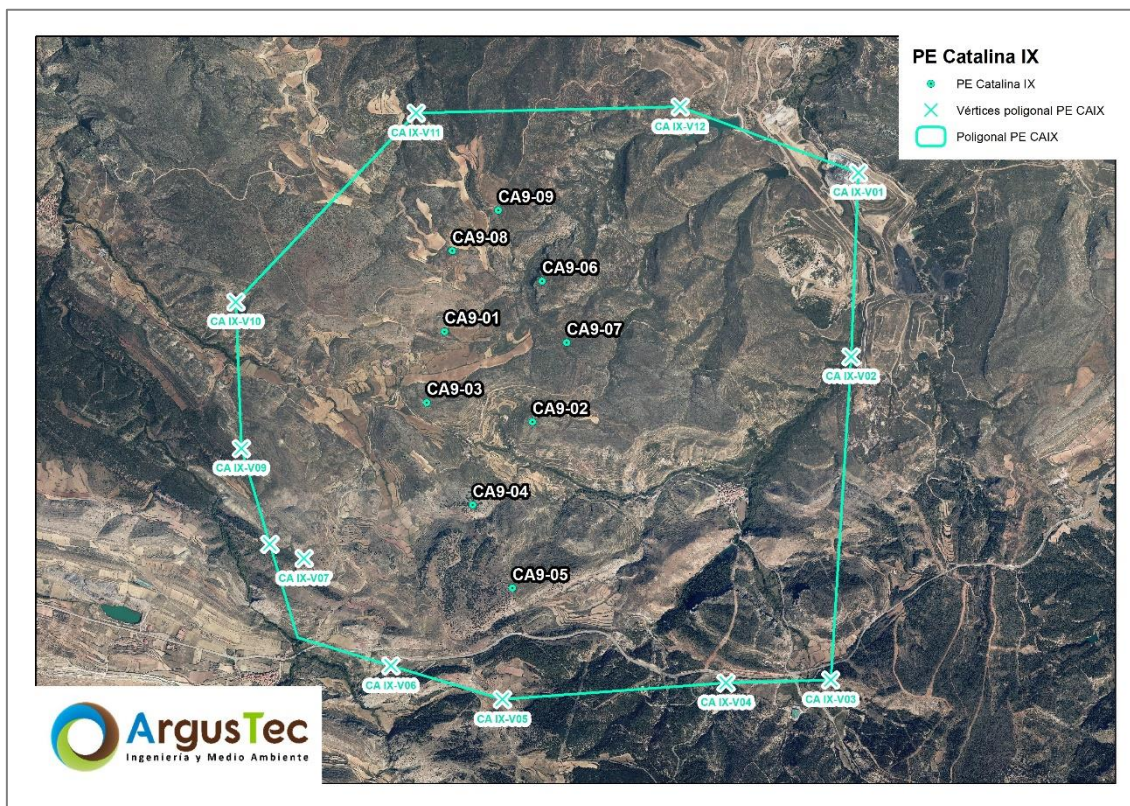 PE Catalina IX
PE Catalina IX
Vértices poligonal PE CAIX
Poligonal PE CAIX
CA IX-V11
CA IX-V12
CA IX-V01
CA9-09
CA9-08
CA9-06
CA IX-V10
CA9-01
CA9-07
CA IX-V02
CA9-03
CA9-02
CA IX-V09
CA9-04
CA IX-V07
CA9-05
CA IX-V06
CA IX-V05
CA IX-V04
CA IX-V03
ArgusTec
Ingeniería y Medio Ambiente